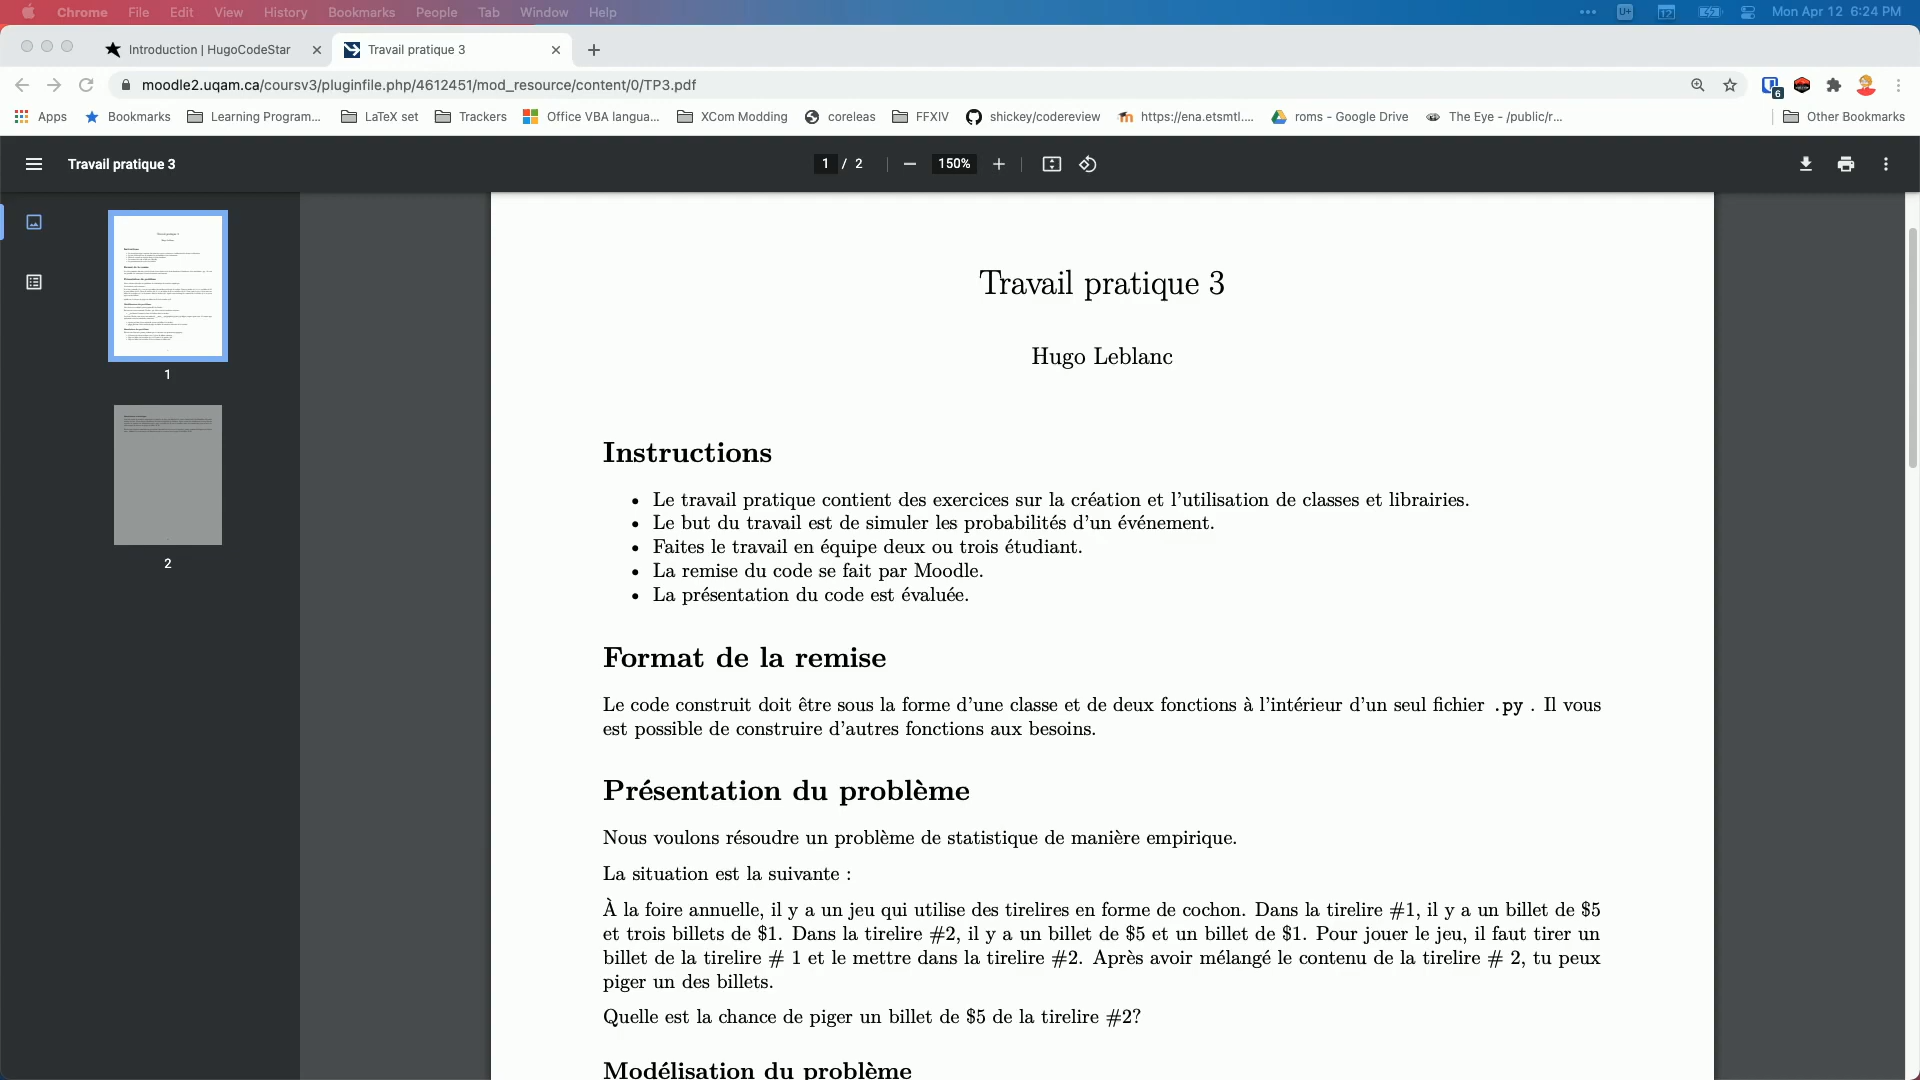 Chrome File Edit View History Bookmarks People Tab Window Help Mon Apr 12 6:24 PM
Introduction | HugoCodeStar Travail pratique 3
moodle2.uqam.ca/coursv3/pluginfile.php/4612451/mod_resource/content/0/TP3.pdf
Apps Bookmarks Learning Program... LaTeX set Trackers Office VBA langua... XCom Modding coreleas FFXIV shickey/codereview https://ena.etsmtl.... roms - Google Drive The Eye - /public/r... Other Bookmarks
Travail pratique 3 1 / 2 150%
1
2
Travail pratique 3
Hugo Leblanc
Instructions
• Le travail pratique contient des exercices sur la création et l'utilisation de classes et librairies.
• Le but du travail est de simuler les probabilités d'un événement.
• Faites le travail en équipe deux ou trois étudiant.
• La remise du code se fait par Moodle.
• La présentation du code est évaluée.
Format de la remise
Le code construit doit être sous la forme d'une classe et de deux fonctions à l'intérieur d'un seul fichier .py . Il vous
est possible de construire d'autres fonctions aux besoins.
Présentation du problème
Nous voulons résoudre un problème de statistique de manière empirique.
La situation est la suivante :
À la foire annuelle, il y a un jeu qui utilise des tirelires en forme de cochon. Dans la tirelire #1, il y a un billet de $5
et trois billets de $1. Dans la tirelire #2, il y a un billet de $5 et un billet de $1. Pour jouer le jeu, il faut tirer un
billet de la tirelire # 1 et le mettre dans la tirelire #2. Après avoir mélangé le contenu de la tirelire # 2, tu peux
piger un des billets.
Quelle est la chance de piger un billet de $5 de la tirelire #2?
Modélisation du problème